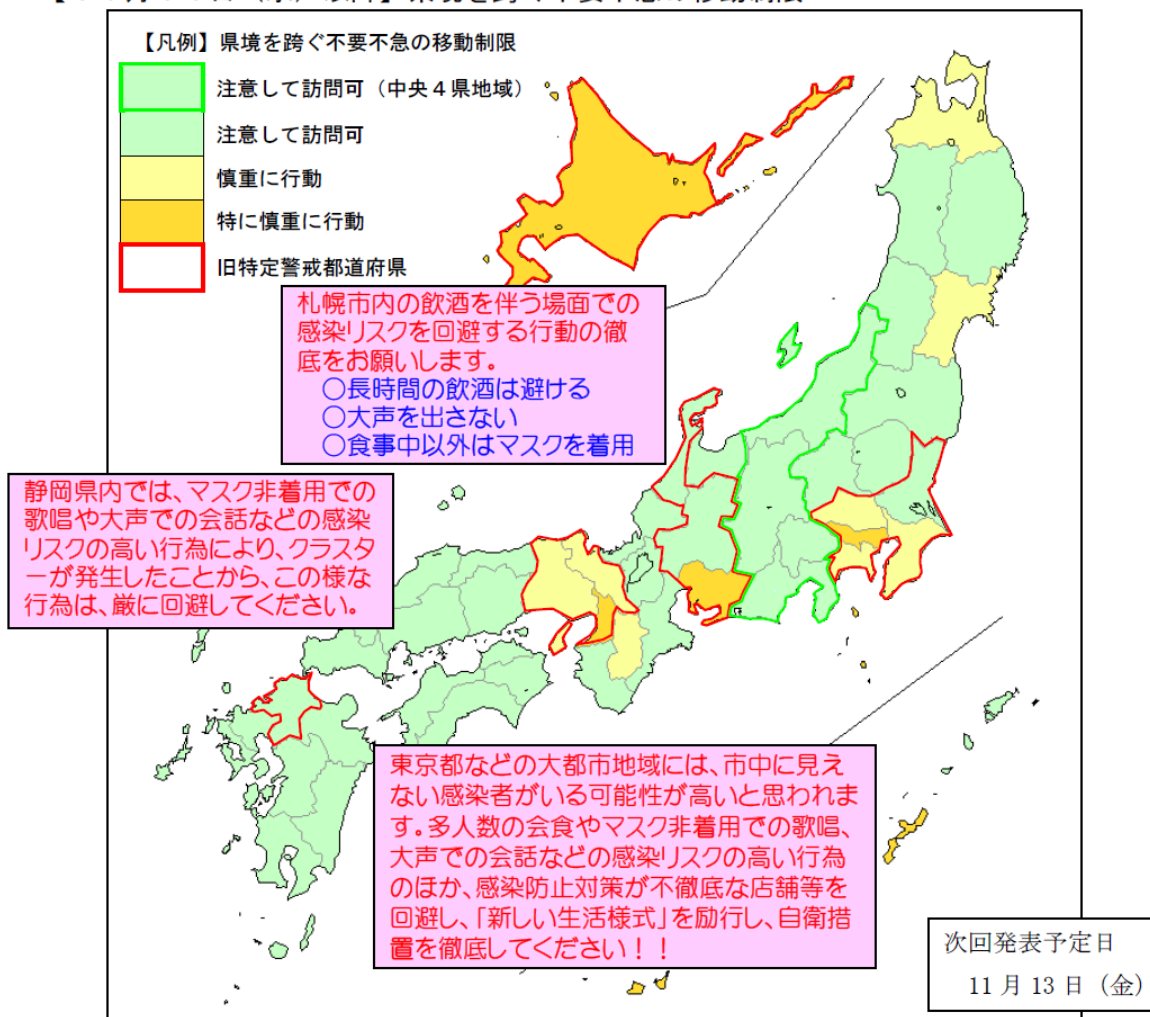 【凡例】県境を跨ぐ不要不急の移動制限
注意して訪問可（中央４県地域）
注意して訪問可
慎重に行動
特に慎重に行動
旧特定警戒都道府県
札幌市内の飲酒を伴う場面での
感染リスクを回避する行動の徹
底をお願いします。
○長時間の飲酒は避ける
○大声を出さない
○食事中以外はマスクを着用
静岡県内では、マスク非着用での
歌唱や大声での会話などの感染
リスクの高い行為により、クラスタ
ーが発生したことから、この様な
行為は、厳に回避してください。
東京都などの大都市地域には、市中に見え
ない感染者がいる可能性が高いと思われま
す。多人数の会食やマスク非着用での歌唱、
大声での会話などの感染リスクの高い行為
のほか、感染防止対策が不徹底な店舗等を
回避し、「新しい生活様式」を励行し、自衛措
置を徹底してください！！
次回発表予定日
11 月 13 日（金）